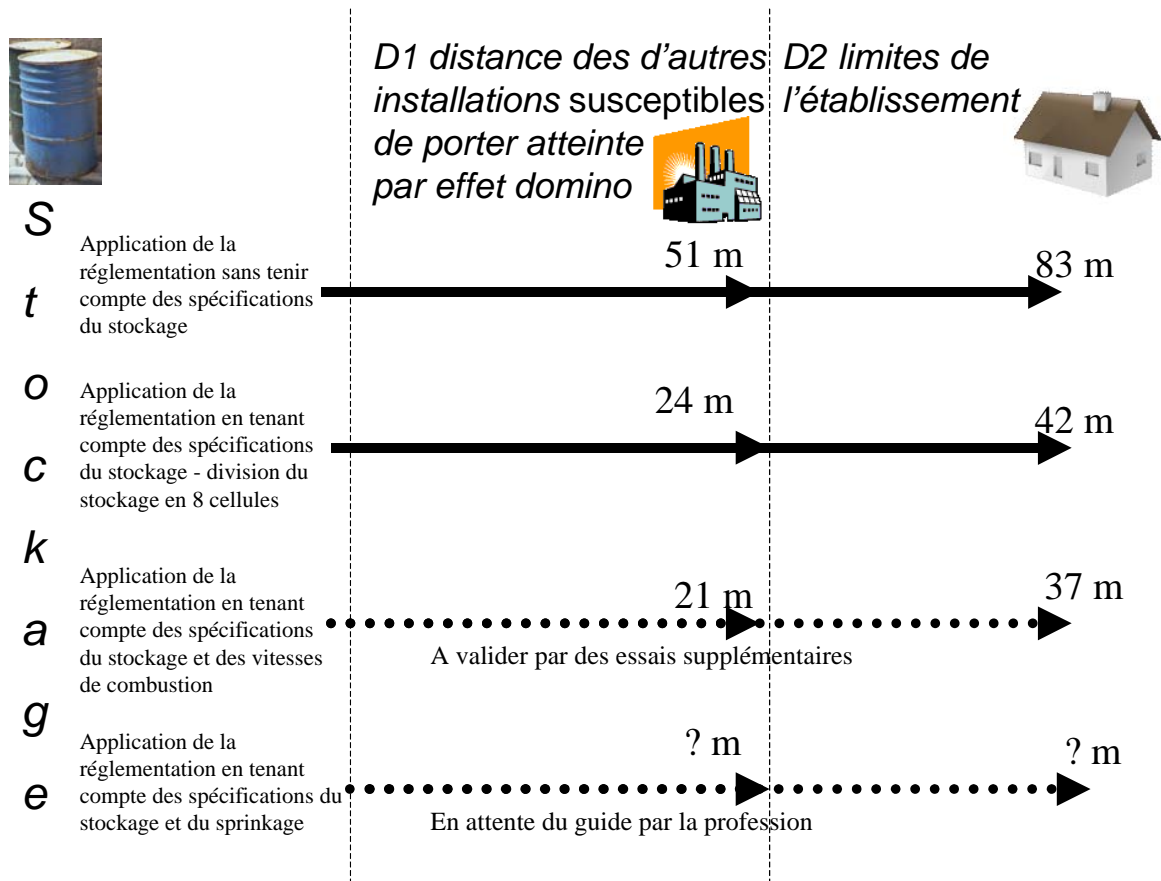 D1 distance des d'autres
installations susceptibles
de porter atteinte
par effet domino
D2 limites de
l'établissement
S
t
o
c
k
a
g
e
Application de la
réglementation sans tenir
compte des spécifications
du stockage
51 m
83 m
Application de la
réglementation en tenant
compte des spécifications
du stockage - division du
stockage en 8 cellules
24 m
42 m
Application de la
réglementation en tenant
compte des spécifications
du stockage et des vitesses
de combustion
21 m
37 m
A valider par des essais supplémentaires
Application de la
réglementation en tenant
compte des spécifications du
stockage et du sprinkage
? m
? m
En attente du guide par la profession